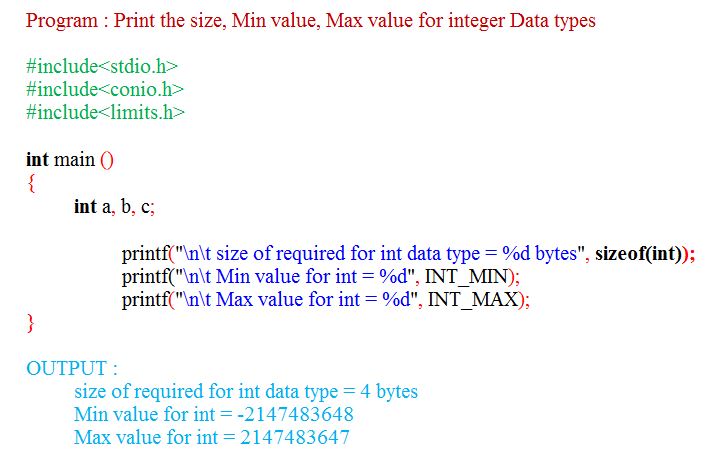 Program : Print the size, Min value, Max value for integer Data types
#include<stdio.h>
#include<conio.h>
#include<limits.h>
int main ()
{
int a, b, c;
printf("\n\t size of required for int data type = %d bytes", sizeof(int));
printf("\n\t Min value for int = %d", INT_MIN);
printf("\n\t Max value for int = %d", INT_MAX);
}
OUTPUT :
size of required for int data type = 4 bytes
Min value for int = -2147483648
Max value for int = 2147483647